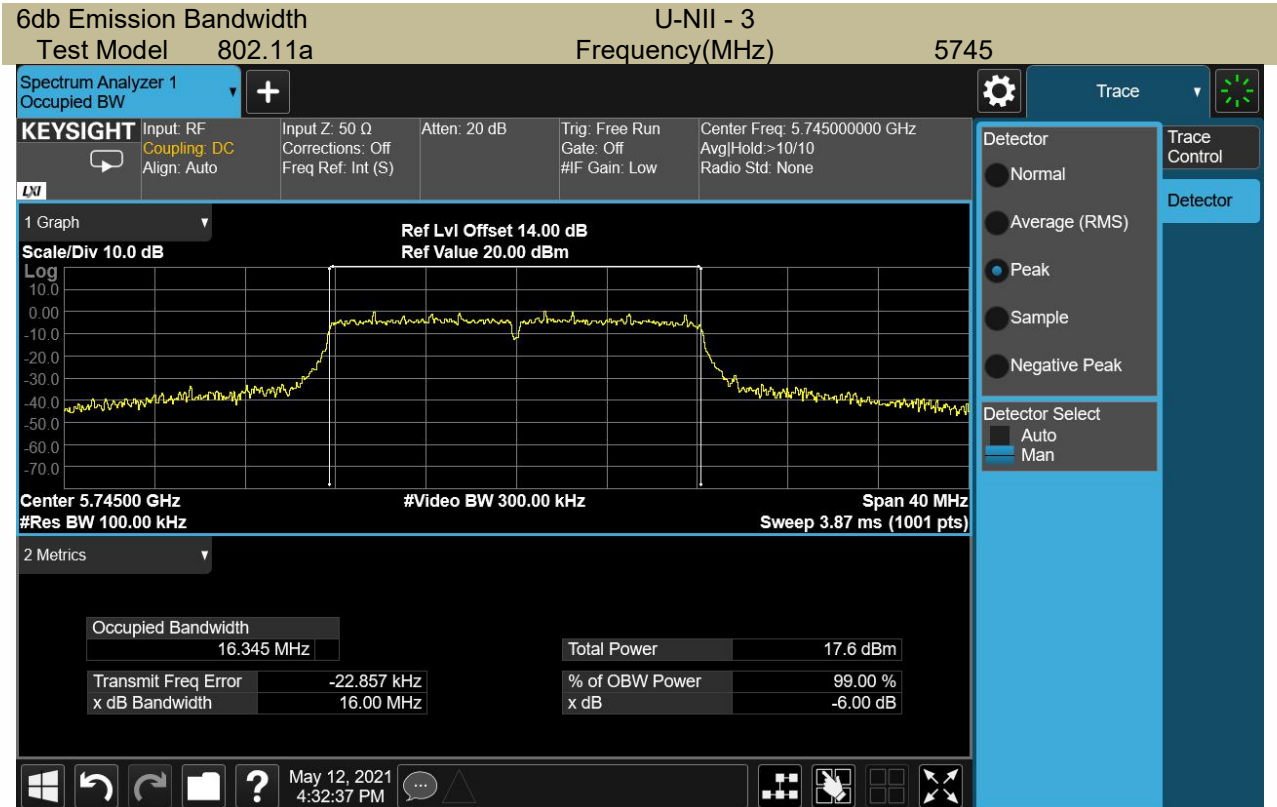 6db Emission Bandwidth U-NII - 3
Test Model 802.11a Frequency(MHz) 5745
Spectrum Analyzer 1
Occupied BW
+
Trace
KEYSIGHT
LXI
Input: RF
Coupling: DC
Align: Auto
Input Z: 50 Ω
Corrections: Off
Freq Ref: Int (S)
Atten: 20 dB
Trig: Free Run
Gate: Off
#IF Gain: Low
Center Freq: 5.745000000 GHz
Avg|Hold:>10/10
Radio Std: None
1 Graph
Scale/Div 10.0 dB
Ref Lvl Offset 14.00 dB
Ref Value 20.00 dBm
Log
10.0
0.00
-10.0
-20.0
-30.0
-40.0
-50.0
-60.0
-70.0
Center 5.74500 GHz #Video BW 300.00 kHz Span 40 MHz
#Res BW 100.00 kHz Sweep 3.87 ms (1001 pts)
2 Metrics
Occupied Bandwidth
16.345 MHz
Total Power 17.6 dBm
Transmit Freq Error -22.857 kHz % of OBW Power 99.00 %
x dB Bandwidth 16.00 MHz x dB -6.00 dB
Detector
Normal
Average (RMS)
Peak
Sample
Negative Peak
Detector Select
Auto
Man
Trace
Control
Detector
?
May 12, 2021
4:32:37 PM